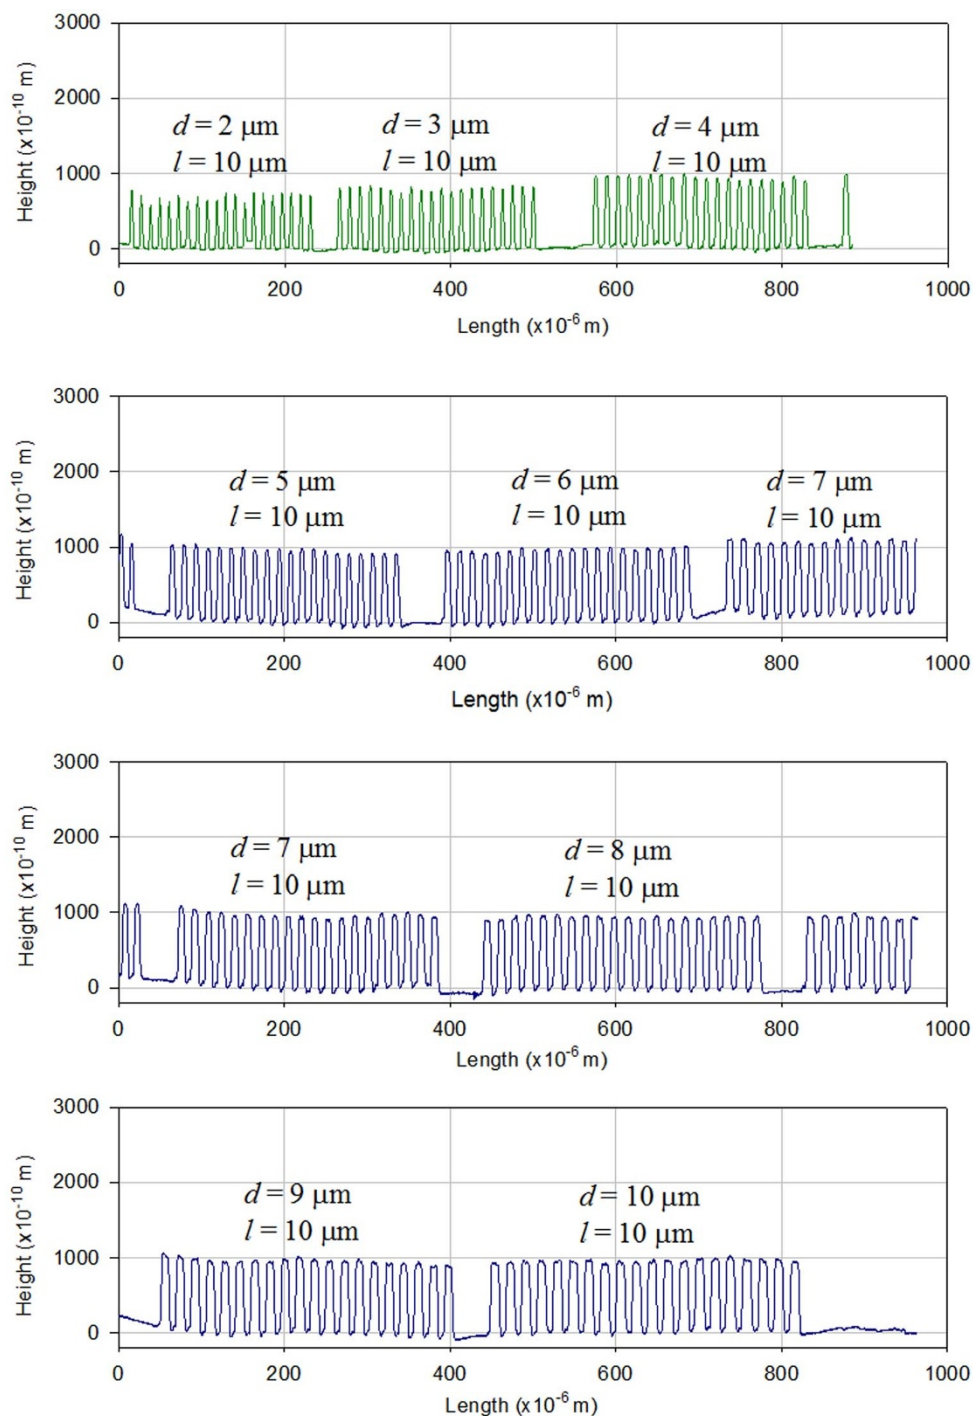 3000
2000
1000
0
Height (x10⁻¹⁰ m)
d = 2 µm
l = 10 µm
d = 3 µm
l = 10 µm
d = 4 µm
l = 10 µm
0 200 400 600 800 1000
Length (x10⁻⁶ m)
3000
2000
1000
0
Height (x10⁻¹⁰ m)
d = 5 µm
l = 10 µm
d = 6 µm
l = 10 µm
d = 7 µm
l = 10 µm
0 200 400 600 800 1000
Length (x10⁻⁶ m)
3000
2000
1000
0
Height (x10⁻¹⁰ m)
d = 7 µm
l = 10 µm
d = 8 µm
l = 10 µm
0 200 400 600 800 1000
Length (x10⁻⁶ m)
3000
2000
1000
0
Height (x10⁻¹⁰ m)
d = 9 µm
l = 10 µm
d = 10 µm
l = 10 µm
0 200 400 600 800 1000
Length (x10⁻⁶ m)